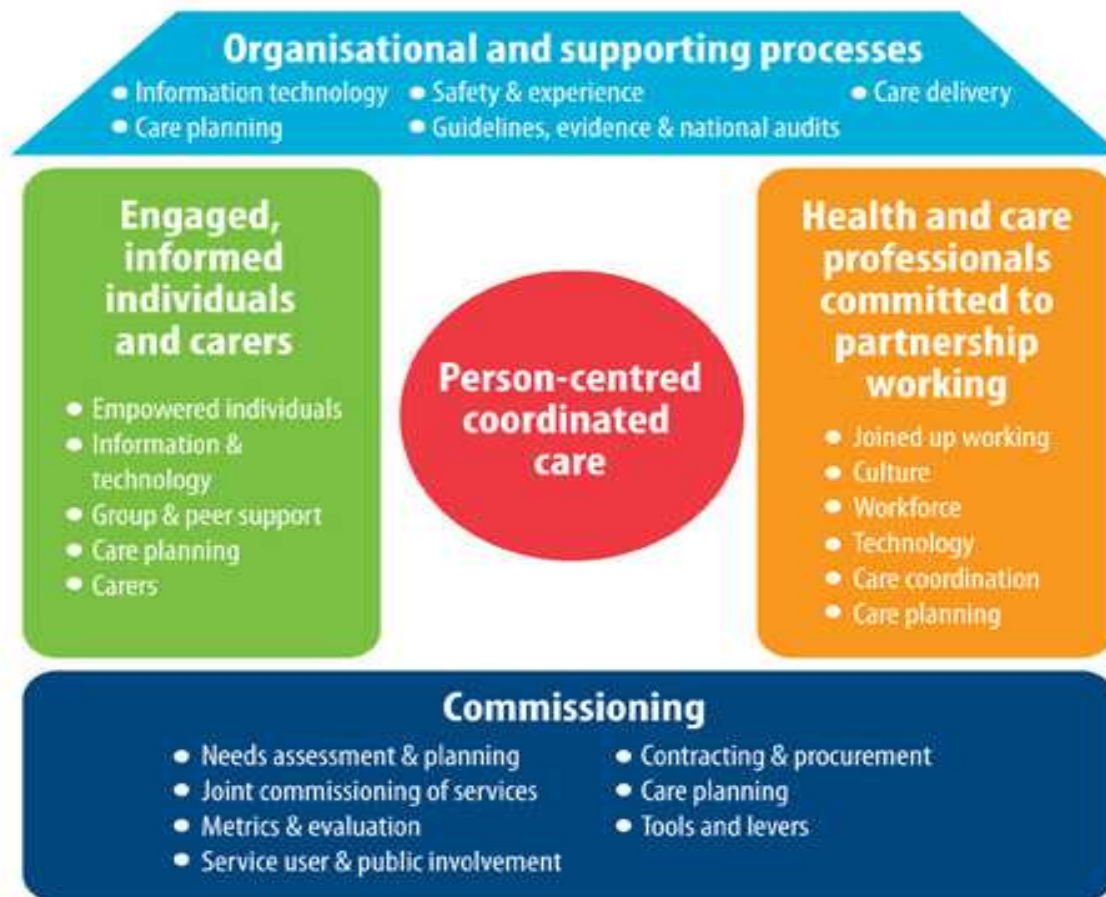 Organisational and supporting processes
• Information technology
• Care planning
• Safety & experience
• Guidelines, evidence & national audits
• Care delivery
Engaged,
informed
individuals
and carers
• Empowered individuals
• Information &
technology
• Group & peer support
• Care planning
• Carers
Person-centred
coordinated
care
Health and care
professionals
committed to
partnership
working
• Joined up working
• Culture
• Workforce
• Technology
• Care coordination
• Care planning
Commissioning
• Needs assessment & planning
• Joint commissioning of services
• Metrics & evaluation
• Service user & public involvement
• Contracting & procurement
• Care planning
• Tools and levers